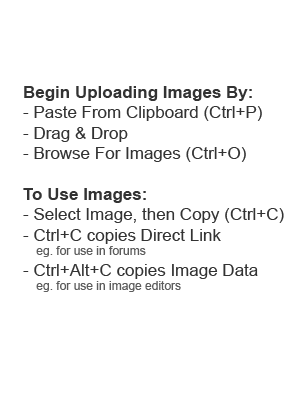 Begin Uploading Images By:
- Paste From Clipboard (Ctrl+P)
- Drag & Drop
- Browse For Images (Ctrl+O)
To Use Images:
- Select Image, then Copy (Ctrl+C)
- Ctrl+C copies Direct Link
eg. for use in forums
- Ctrl+Alt+C copies Image Data
eg. for use in image editors